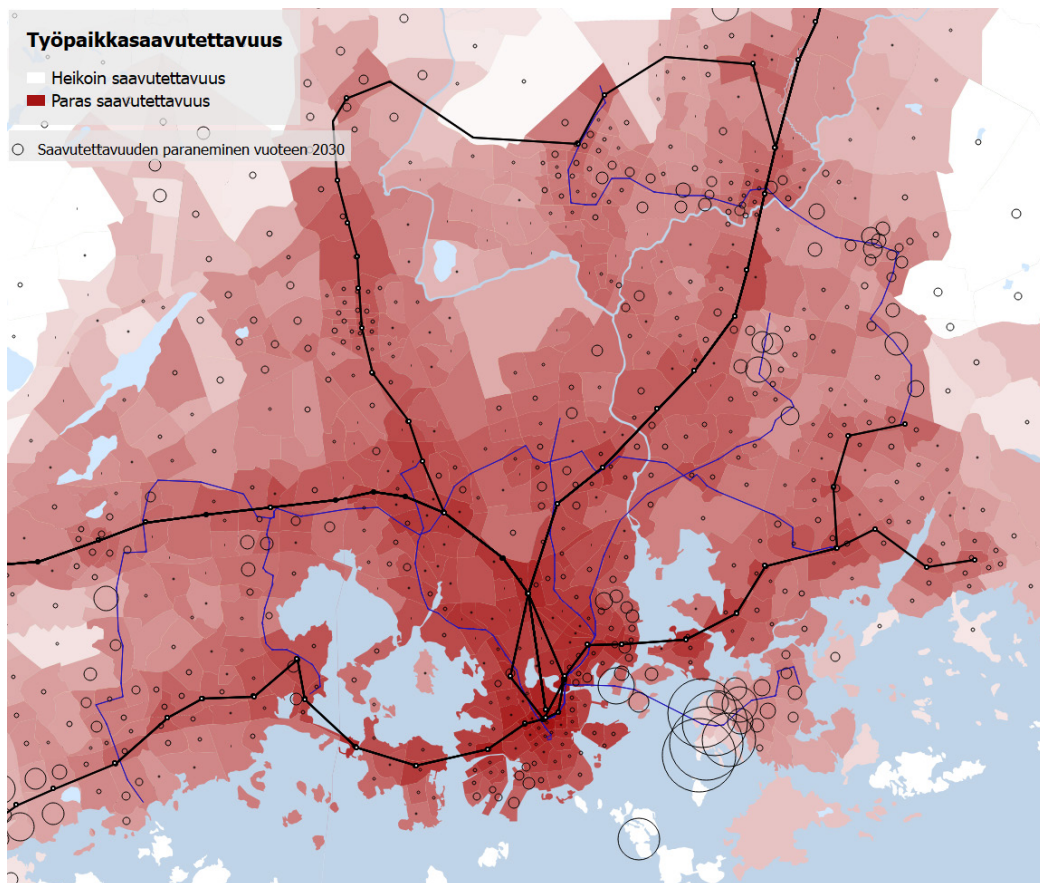 Työpaikkasaavutettavuus
Heikoin saavutettavuus
Paras saavutettavuus
Saavutettavuuden paraneminen vuoteen 2030